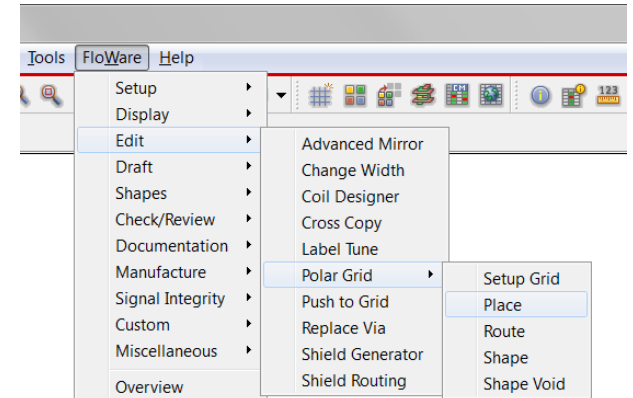 Tools FloWare Help
123
CM
Setup
Display
Edit
Draft
Shapes
Check/Review
Documentation
Manufacture
Signal Integrity
Custom
Miscellaneous
Overview
Advanced Mirror
Change Width
Coil Designer
Cross Copy
Label Tune
Polar Grid
Push to Grid
Replace Via
Shield Generator
Shield Routing
Setup Grid
Place
Route
Shape
Shape Void